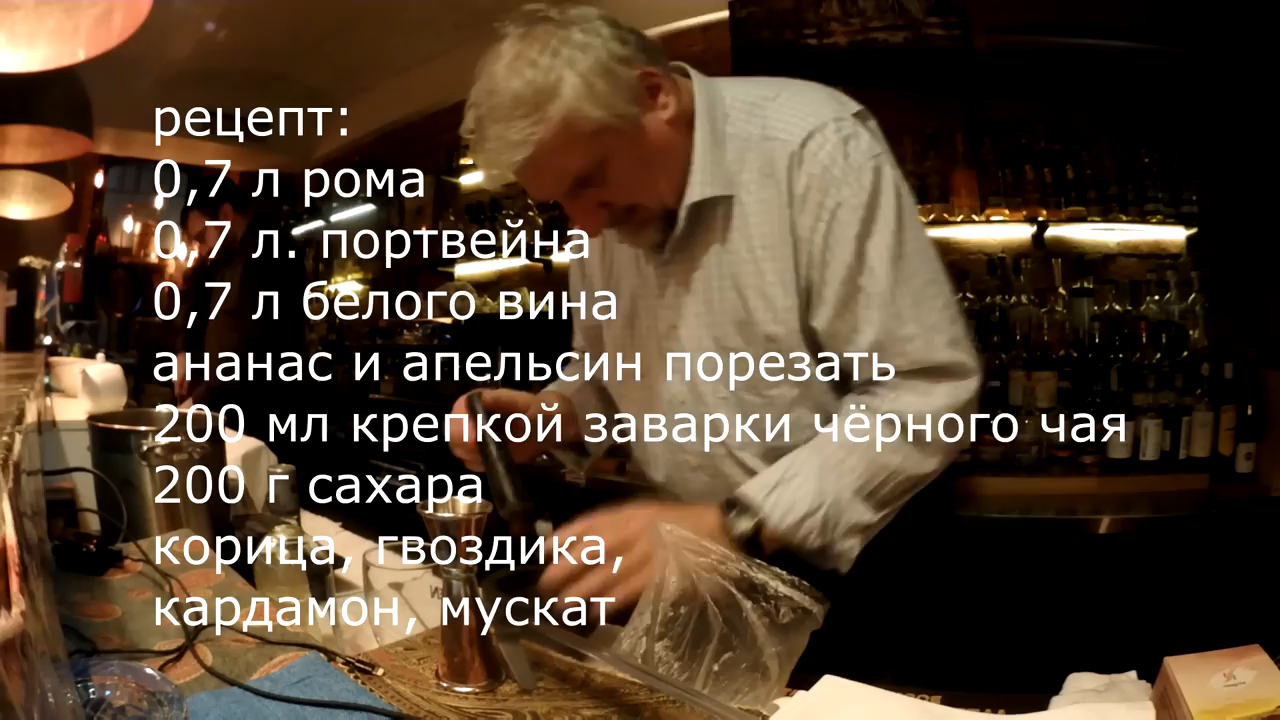 рецепт:
0,7 л рома
0,7 л. портвейна
0,7 л белого вина
ананас и апельсин порезать
200 мл крепкой заварки чёрного чая
200 г сахара
корица, гвоздика,
кардамон, мускат